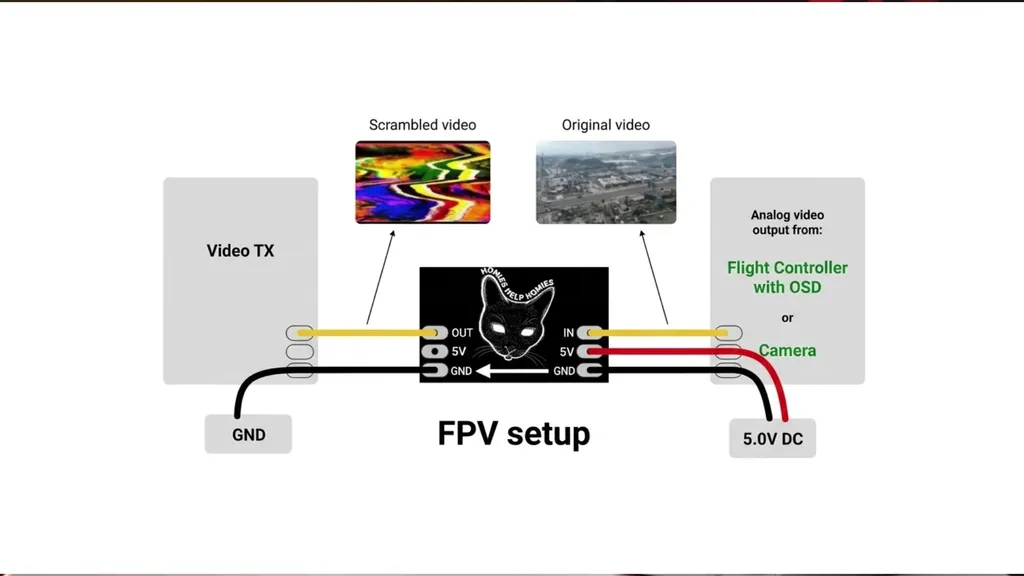 Scrambled video
Original video
Video TX
Analog video
output from:
Flight Controller
with OSD
or
Camera
HOMIES HELP HOMIES
OUT
IN
5V
5V
GND
GND
GND
FPV setup
5.0V DC